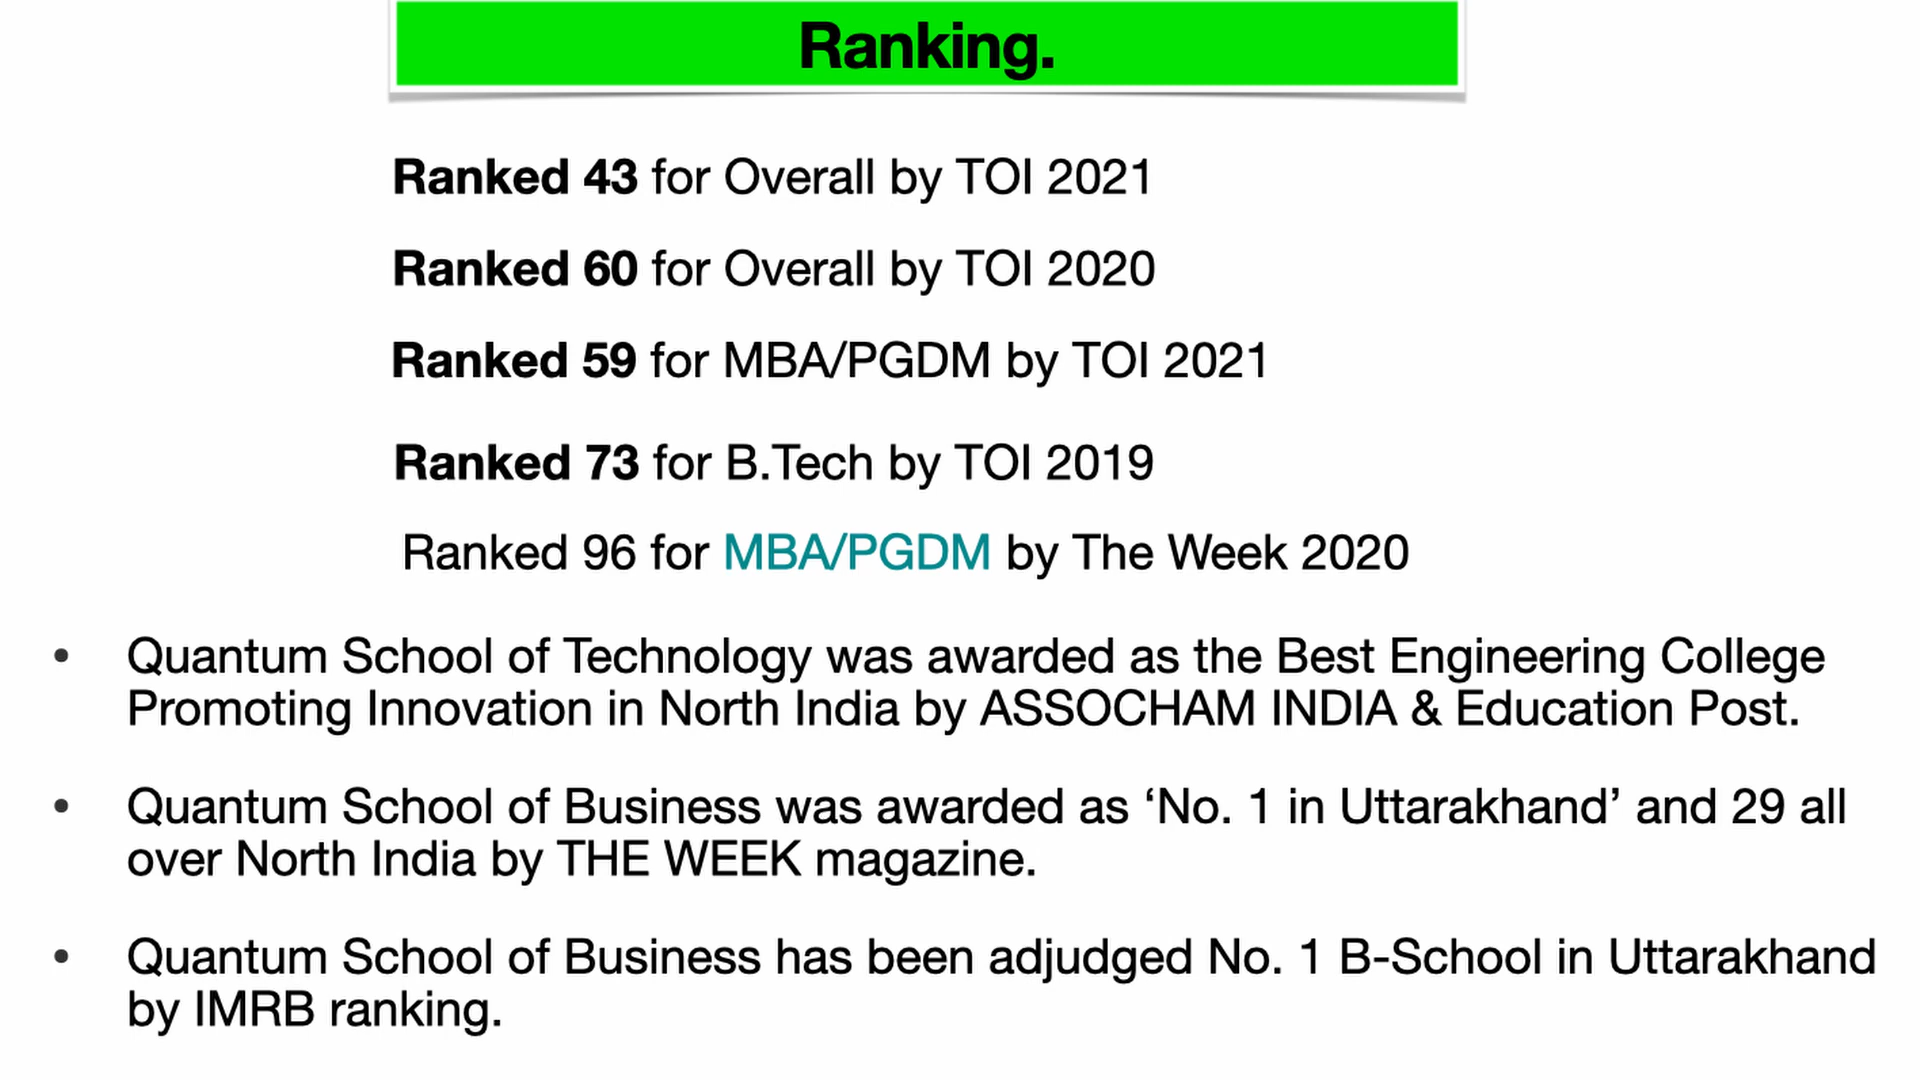 Ranking.
Ranked 43 for Overall by TOI 2021
Ranked 60 for Overall by TOI 2020
Ranked 59 for MBA/PGDM by TOI 2021
Ranked 73 for B.Tech by TOI 2019
Ranked 96 for MBA/PGDM by The Week 2020
• Quantum School of Technology was awarded as the Best Engineering College
Promoting Innovation in North India by ASSOCHAM INDIA & Education Post.
• Quantum School of Business was awarded as ‘No. 1 in Uttarakhand’ and 29 all
over North India by THE WEEK magazine.
• Quantum School of Business has been adjudged No. 1 B-School in Uttarakhand
by IMRB ranking.